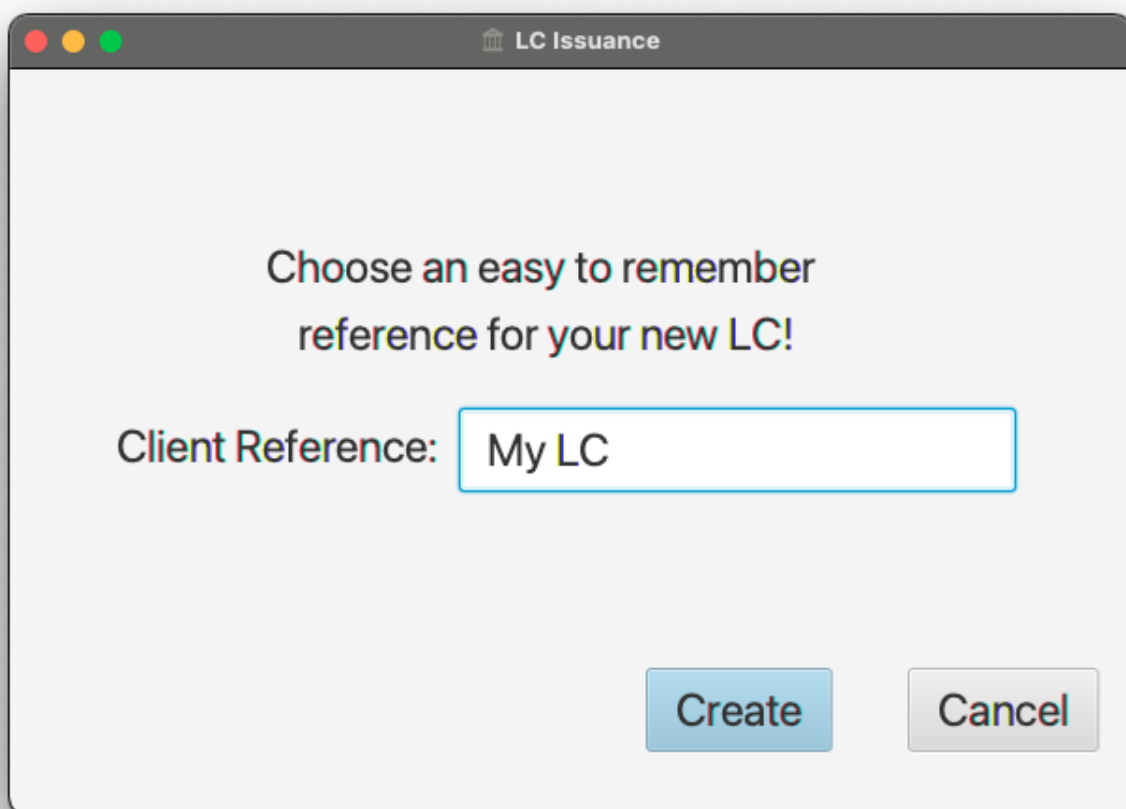 LC Issuance
Choose an easy to remember
reference for your new LC!
Client Reference: My LC
Create Cancel